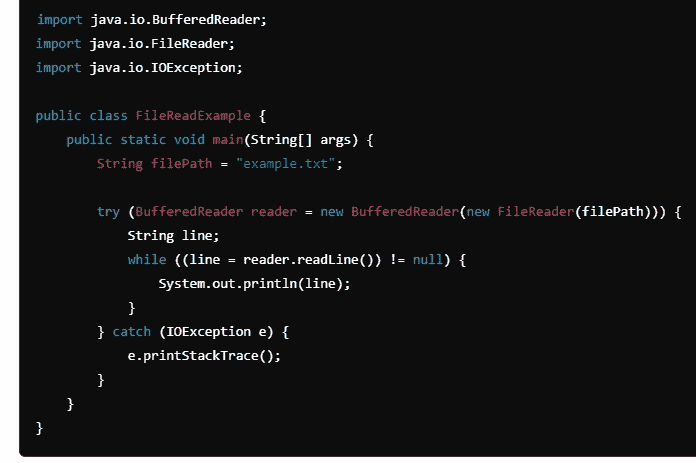 import java.io.BufferedReader;
import java.io.FileReader;
import java.io.IOException;

public class FileReadExample {
    public static void main(String[] args) {
        String filePath = "example.txt";

        try (BufferedReader reader = new BufferedReader(new FileReader(filePath))) {
            String line;
            while ((line = reader.readLine()) != null) {
                System.out.println(line);
            }
        } catch (IOException e) {
            e.printStackTrace();
        }
    }
}